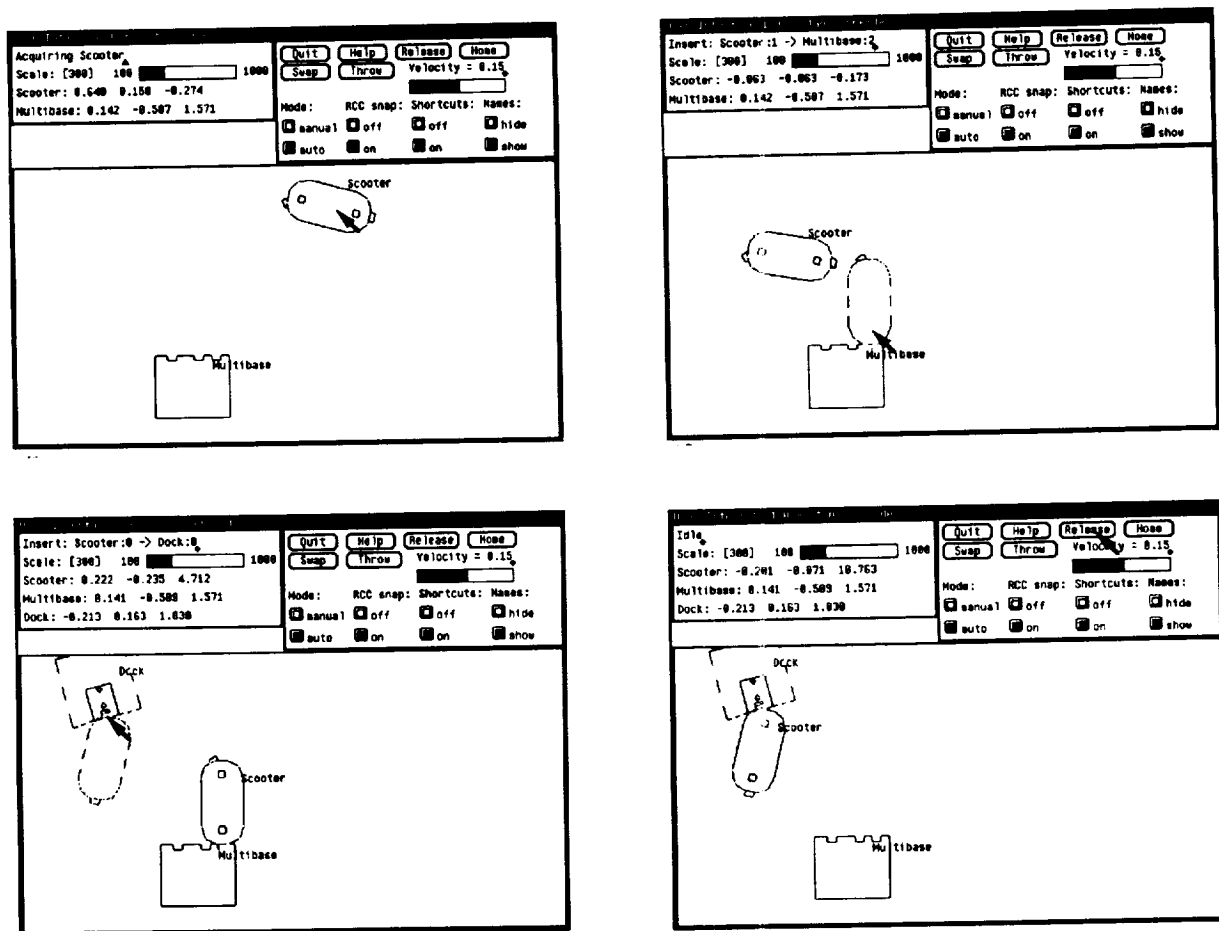 Acquiring Scooter
Scale: [300] 100 1000
Scooter: 0.640 0.150 -0.274
Multibase: 0.142 -0.507 1.571
Quit Help Release Home
Swap Throw Velocity = 0.15
Mode: RCC snap: Shortcuts: Names:
manual off off hide
auto on on show
Scooter
Multibase
Insert: Scooter:1 -> Multibase:2
Scale: [300] 100 1000
Scooter: -0.063 -0.063 -0.173
Multibase: 0.142 -0.507 1.571
Quit Help Release Home
Swap Throw Velocity = 0.15
Mode: RCC snap: Shortcuts: Names:
manual off off hide
auto on on show
Scooter
Multibase
Insert: Scooter:0 -> Dock:0
Scale: [300] 100 1000
Scooter: 0.222 -0.235 4.712
Multibase: 0.141 -0.509 1.571
Dock: -0.213 0.163 1.830
Quit Help Release Home
Swap Throw Velocity = 0.15
Mode: RCC snap: Shortcuts: Names:
manual off off hide
auto on on show
Dock
Scooter
Multibase
Idle
Scale: [300] 100 1000
Scooter: -0.201 -0.071 10.763
Multibase: 0.141 -0.509 1.571
Dock: -0.213 0.163 1.830
Quit Help Release Home
Swap Throw Velocity = 0.15
Mode: RCC snap: Shortcuts: Names:
manual off off hide
auto on on show
Dock
Scooter
Multibase